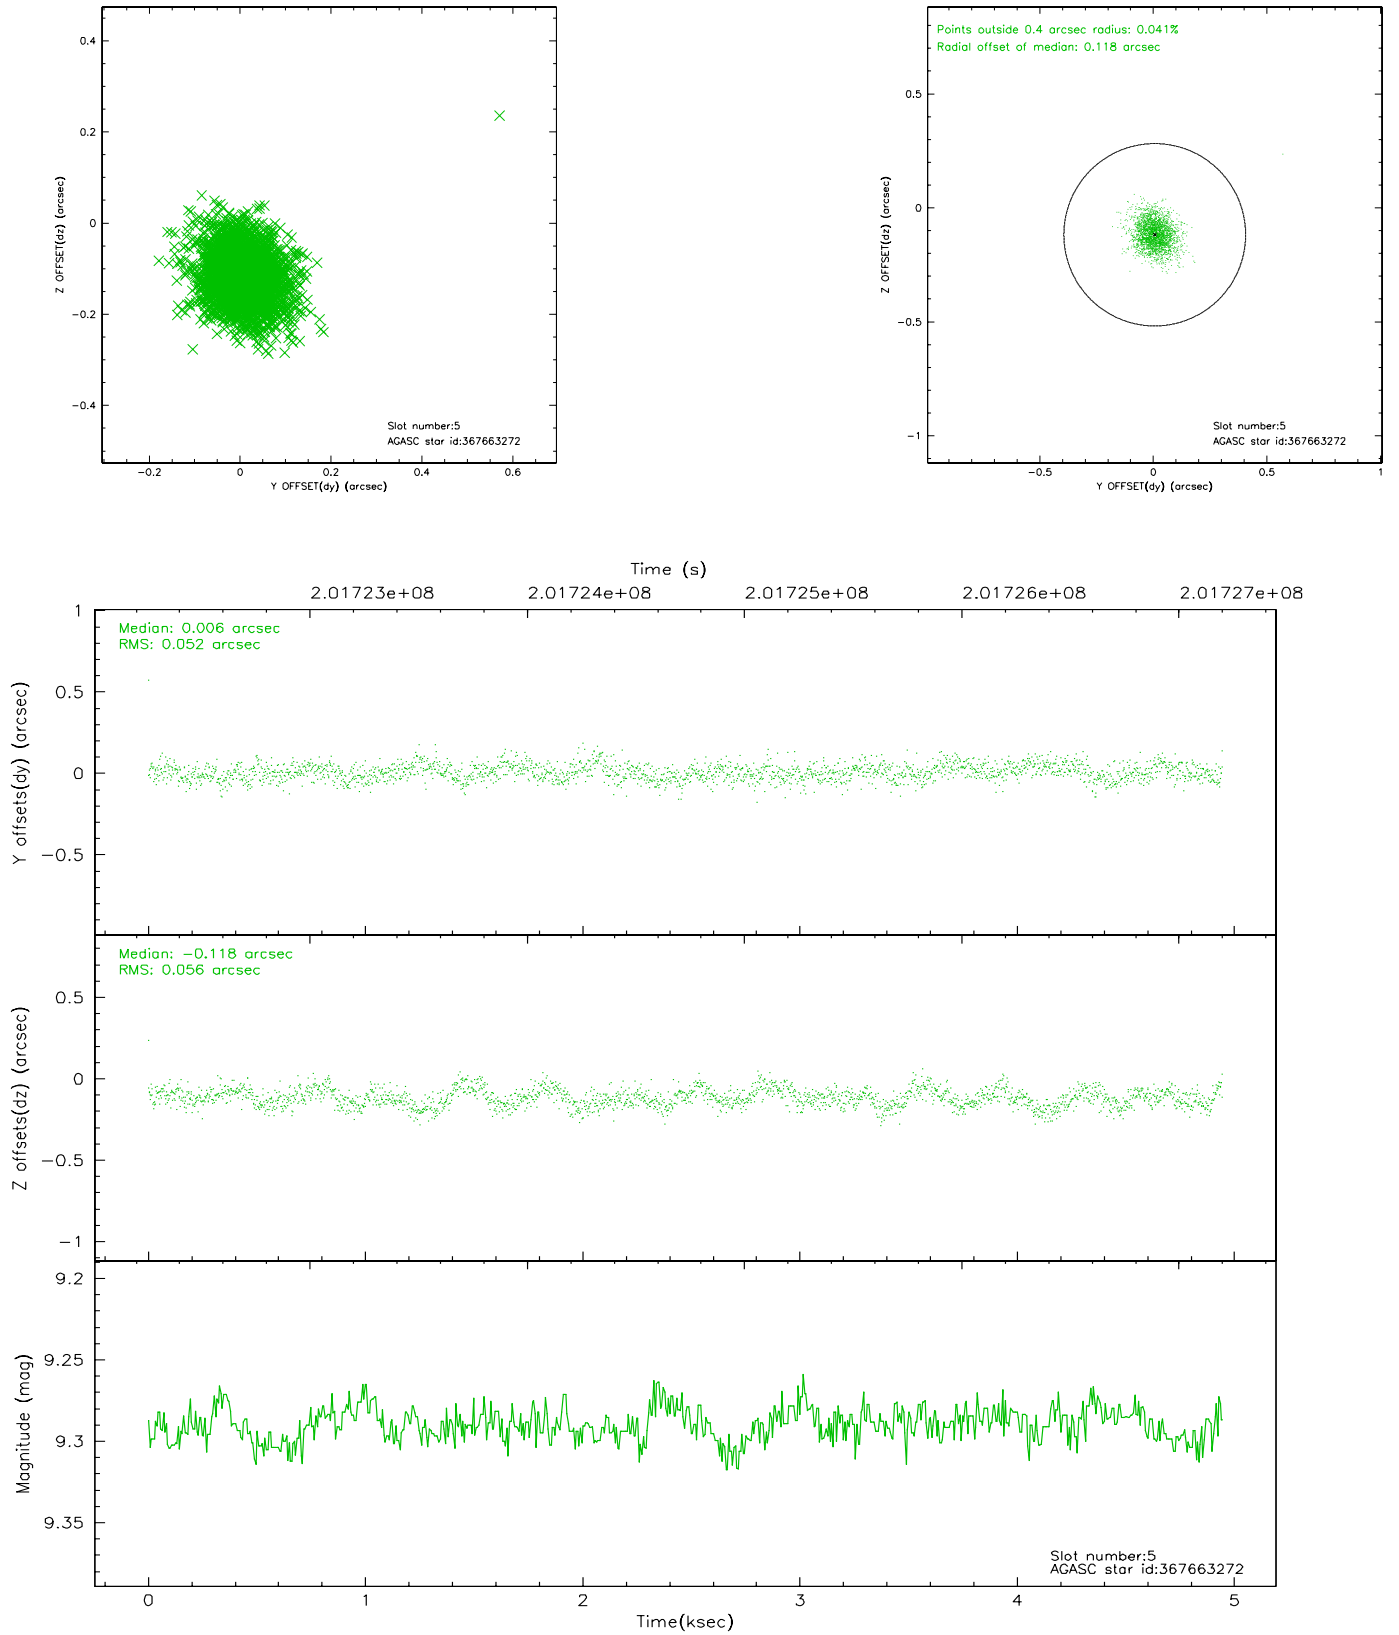 0.4
0.2
0
−0.2
−0.4
Z OFFSET(dz) (arcsec)
−0.2 0 0.2 0.4 0.6
Y OFFSET(dy) (arcsec)
Slot number:5
AGASC star id:367663272
Points outside 0.4 arcsec radius: 0.041%
Radial offset of median: 0.118 arcsec
0.5
0
−0.5
−1
Z OFFSET(dz) (arcsec)
−0.5 0 0.5 1
Y OFFSET(dy) (arcsec)
Slot number:5
AGASC star id:367663272
Time (s)
2.01723e+08 2.01724e+08 2.01725e+08 2.01726e+08 2.01727e+08
Median: 0.006 arcsec
RMS: 0.052 arcsec
1
0.5
0
−0.5
Y offsets(dy) (arcsec)
Median: −0.118 arcsec
RMS: 0.056 arcsec
0.5
0
−0.5
−1
Z offsets(dz) (arcsec)
9.2
9.25
9.3
9.35
Magnitude (mag)
Slot number:5
AGASC star id:367663272
0 1 2 3 4 5
Time(ksec)